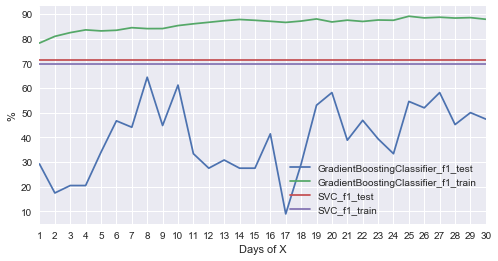 90
80
70
60
50
40
30
20
10
%
GradientBoostingClassifier_f1_test
GradientBoostingClassifier_f1_train
SVC_f1_test
SVC_f1_train
1 2 3 4 5 6 7 8 9 10 11 12 13 14 15 16 17 18 19 20 21 22 23 24 25 26 27 28 29 30
Days of X